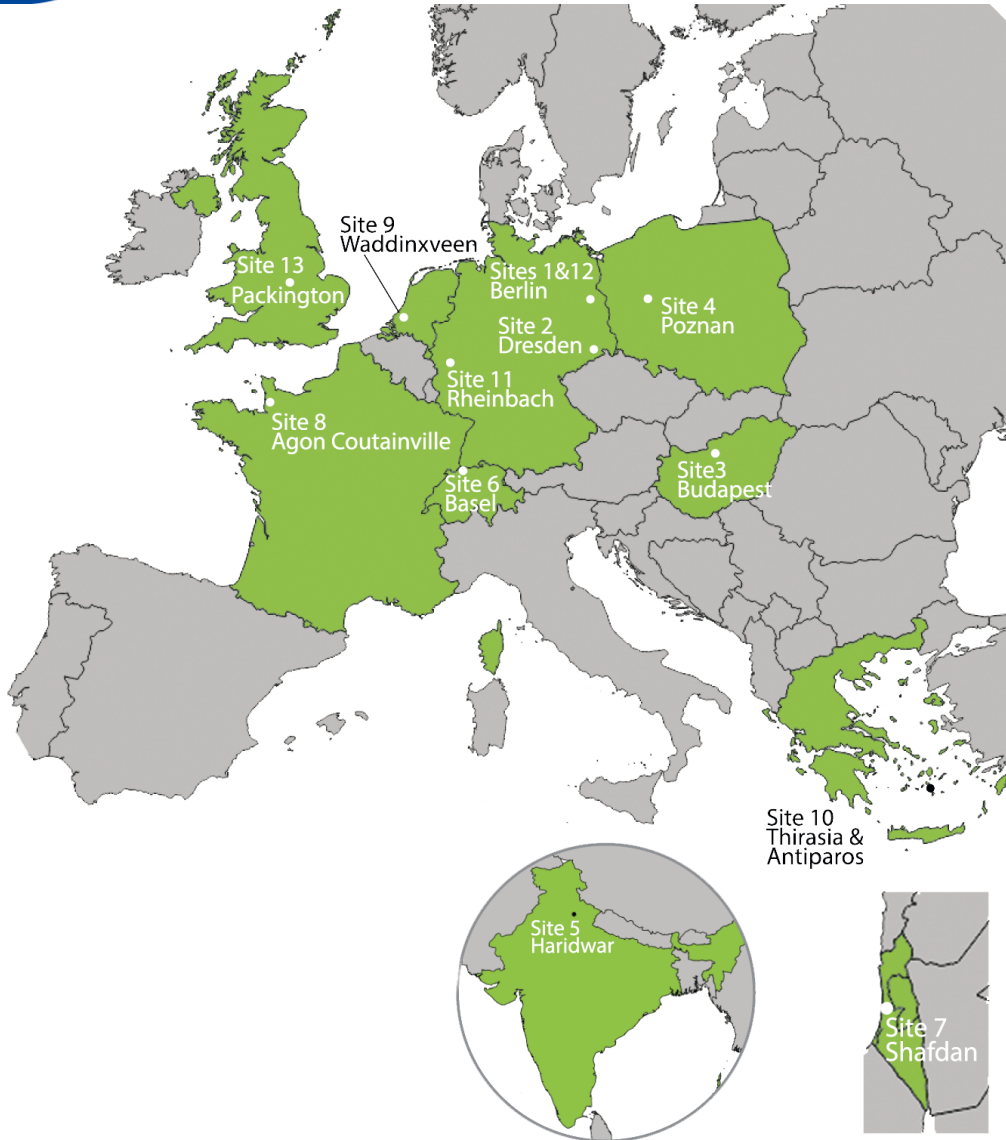 Site 9
Waddinxveen
Site 13
Packington
Sites 1&12
Berlin
Site 4
Poznan
Site 2
Dresden
Site 11
Rheinbach
Site 8
Agon Coutainville
Site 6
Basel
Site3
Budapest
Site 10
Thirasia &
Antiparos
Site 5
Haridwar
Site 7
Shafdan